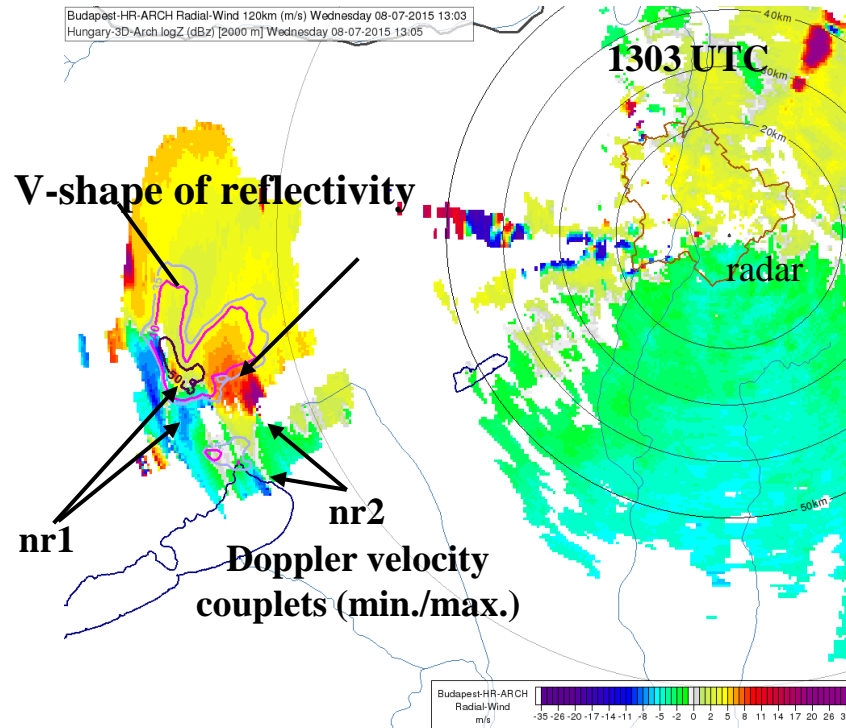 Budapest-HR-ARCH Radial-Wind 120km (m/s) Wednesday 08-07-2015 13:03
Hungary-3D-Arch logZ (dBz) [2000 m] Wednesday 08-07-2015 13:05
40km
1303 UTC
30km
20km
V-shape of reflectivity
radar
50
50km
nr1
nr2
Doppler velocity
couplets (min./max.)
Budapest-HR-ARCH
Radial-Wind
m/s
-35 -26 -20 -17 -14 -11 -8 -5 -2 0 2 5 8 11 14 17 20 26 3